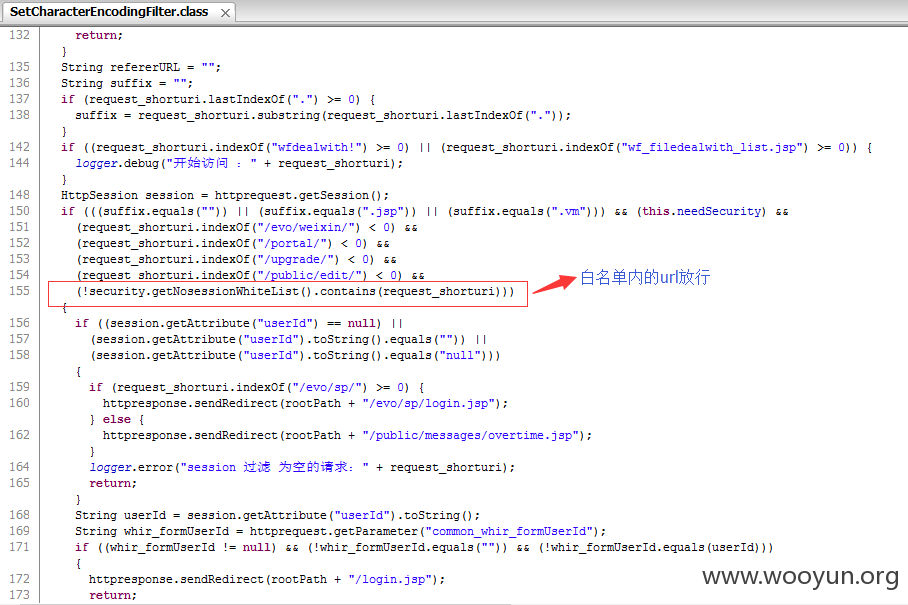 SetCharacterEncodingFilter.class
132 return;
}
135 String refererURL = "";
136 String suffix = "";
137 if (request_shorturi.lastIndexOf(".") >= 0) {
138 suffix = request_shorturi.substring(request_shorturi.lastIndexOf("."));
}
142 if ((request_shorturi.indexOf("wfdealwith!") >= 0) || (request_shorturi.indexOf("wf_filedealwith_list.jsp") >= 0)) {
144 logger.debug("开始访问 :" + request_shorturi);
}
148 HttpSession session = httprequest.getSession();
150 if (((suffix.equals("")) || (suffix.equals(".jsp")) || (suffix.equals(".vm"))) && (this.needSecurity) &&
151 (request_shorturi.indexOf("/evo/weixin/") < 0) &&
152 (request_shorturi.indexOf("/portal/") < 0) &&
153 (request_shorturi.indexOf("/upgrade/") < 0) &&
154 (request_shorturi.indexOf("/public/edit/") < 0) &&
155 (!security.getNosessionWhiteList().contains(request_shorturi)))
白名单内的url放行
{
156 if ((session.getAttribute("userId") == null) ||
157 (session.getAttribute("userId").toString().equals("")) ||
158 (session.getAttribute("userId").toString().equals("null")))
{
159 if (request_shorturi.indexOf("/evo/sp/") >= 0) {
160 httpresponse.sendRedirect(rootPath + "/evo/sp/login.jsp");
} else {
162 httpresponse.sendRedirect(rootPath + "/public/messages/overtime.jsp");
}
164 logger.error("session 过滤 为空的请求：" + request_shorturi);
165 return;
}
168 String userId = session.getAttribute("userId").toString();
169 String whir_formUserId = httprequest.getParameter("common_whir_formUserId");
171 if ((whir_formUserId != null) && (!whir_formUserId.equals("")) && (!whir_formUserId.equals(userId)))
{
172 httpresponse.sendRedirect(rootPath + "/login.jsp");
173 return;
www.wooyun.org